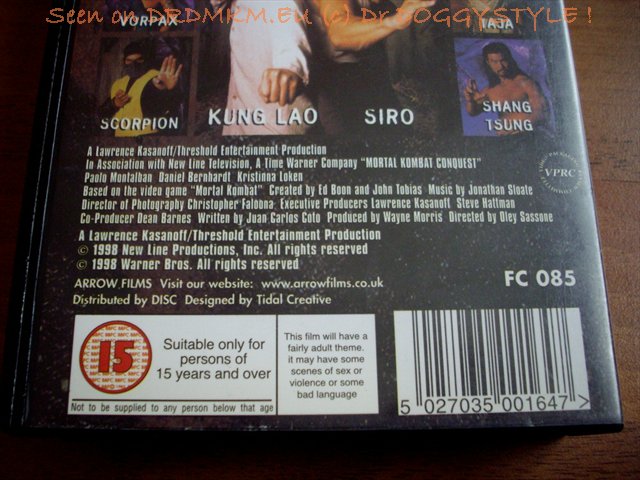 Seen on DRDMKM.Eu (c) Dr.DOGGYSTYLE !
VORPAX
TAJA
SCORPION
KUNG LAO
SIRO
SHANG
TSUNG
A Lawrence Kasanoff/Threshold Entertainment Production
In Association with New Line Television, A Time Warner Company "MORTAL KOMBAT CONQUEST"
Paolo Montalban Daniel Bernhardt Kristinna Loken
Based on the video game "Mortal Kombat" Created by Ed Boon and John Tobias Music by Jonathan Sloate
Director of Photography Christopher Faloona Executive Producers Lawrence Kasanoff Steve Hattman
Co-Producer Dean Barnes Written by Juan Carlos Coto Produced by Wayne Morris Directed by Oley Sassone
A Lawrence Kasanoff/Threshold Entertainment Production
© 1998 New Line Productions, Inc. All rights reserved
© 1998 Warner Bros. All rights reserved
ARROW FILMS Visit our website: www.arrowfilms.co.uk
Distributed by DISC Designed by Tidal Creative
VPRC
FC 085
15
Suitable only for
persons of
15 years and over
Not to be supplied to any person below that age
This film will have a
fairly adult theme.
it may have some
scenes of sex or
violence or some
bad language
5 027035 001647 >